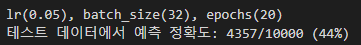 lr(0.05), batch_size(32), epochs(20)
테스트 데이터에서 예측 정확도: 4357/10000 (44%)